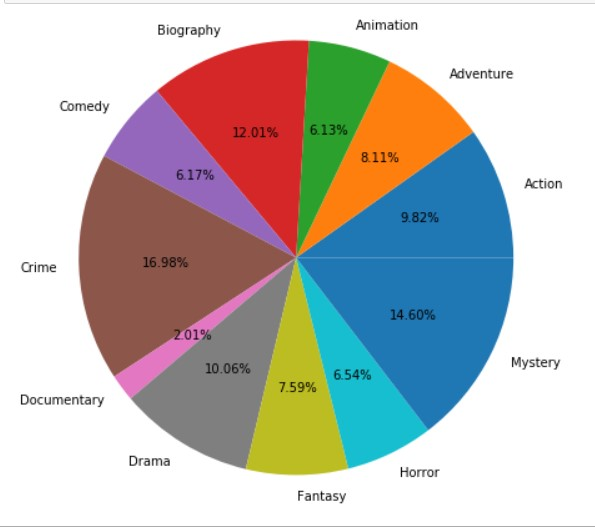 Animation
Biography
Adventure
Comedy
12.01%
6.13%
8.11%
6.17%
Action
9.82%
Crime
16.98%
14.60%
2.01%
Mystery
10.06%
6.54%
7.59%
Documentary
Drama
Horror
Fantasy